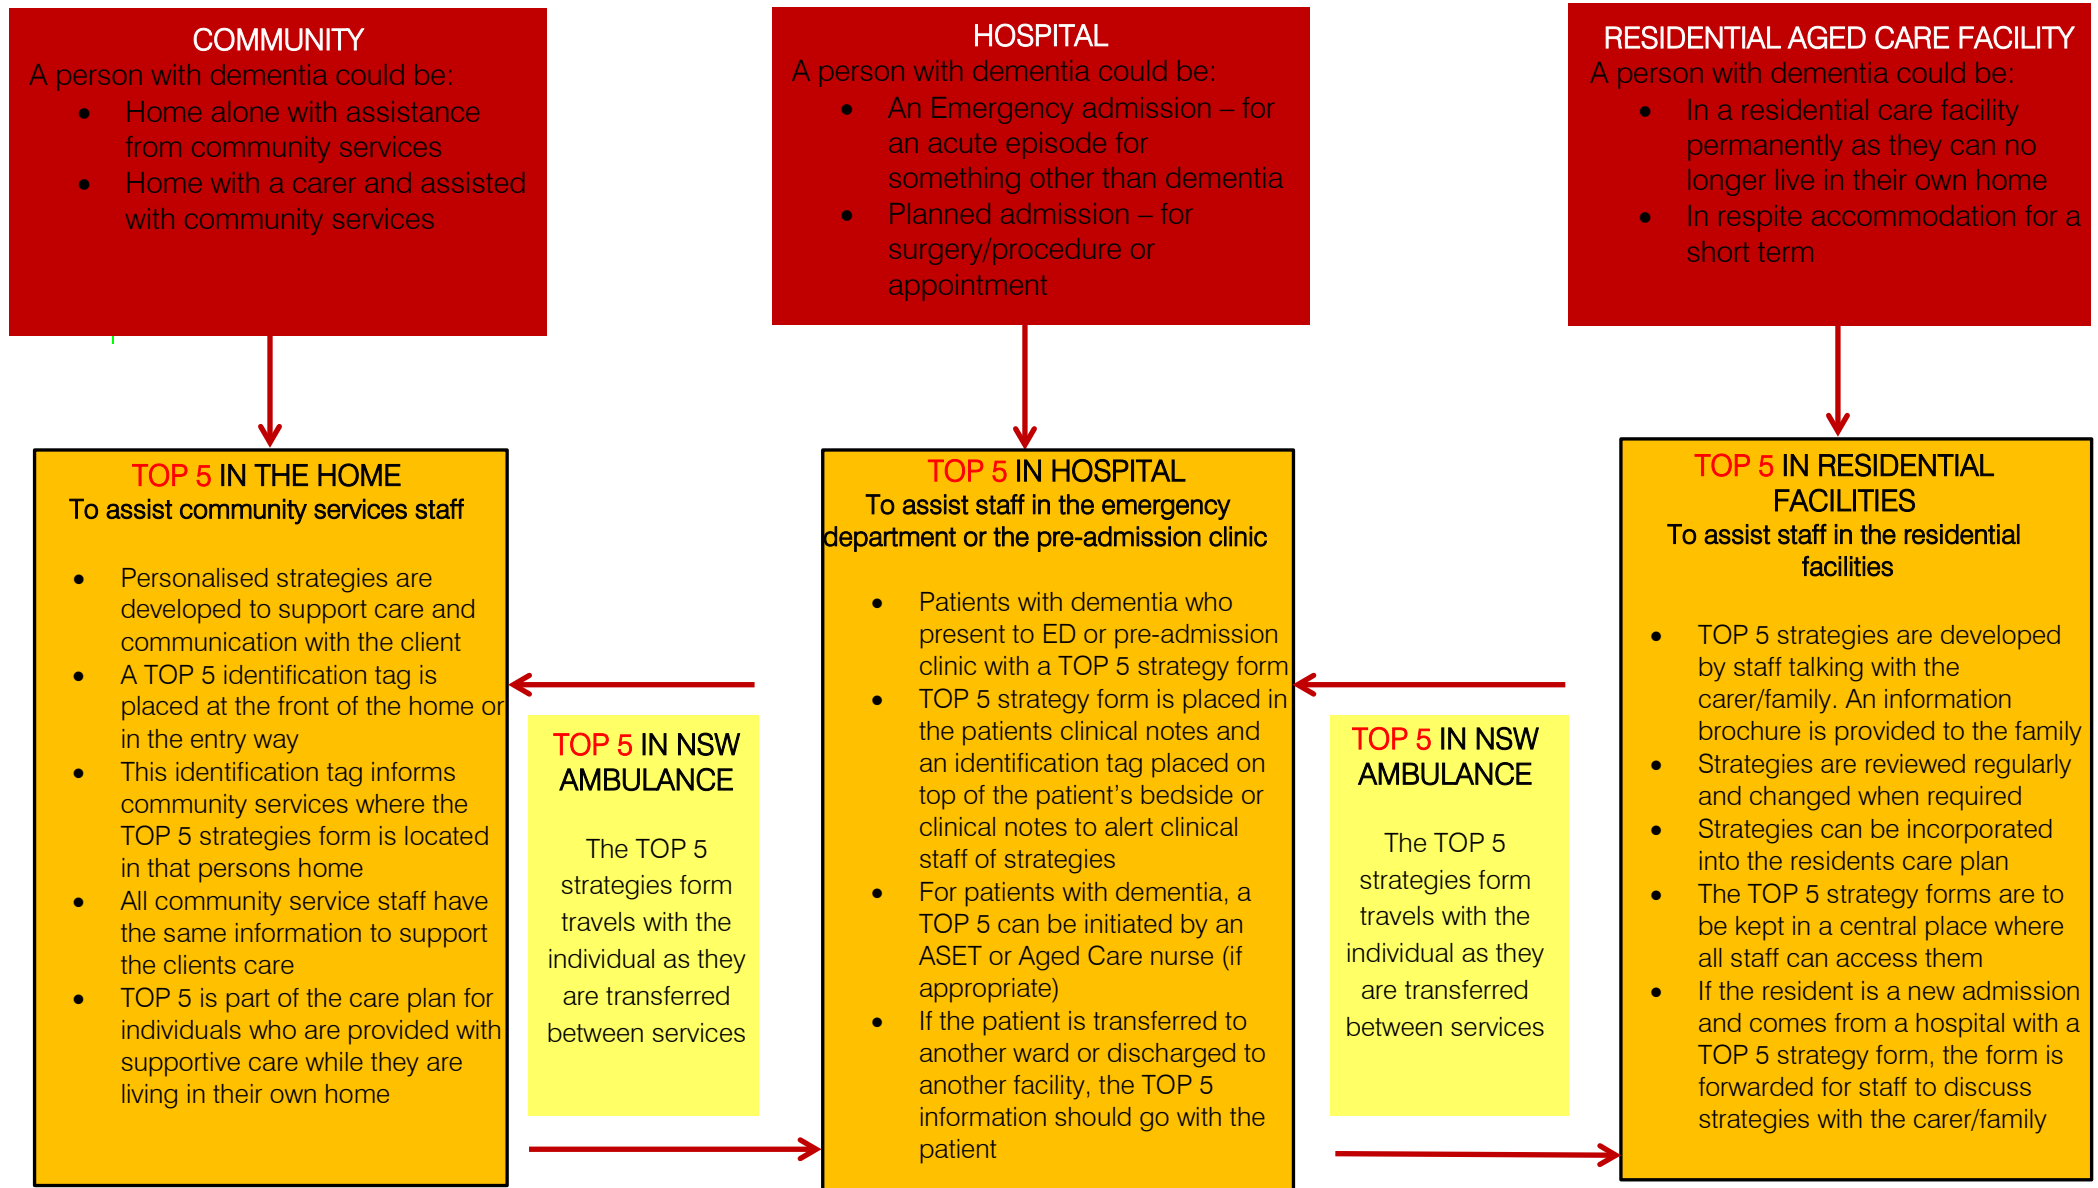 COMMUNITY
A person with dementia could be:
• Home alone with assistance
from community services
• Home with a carer and assisted
with community services
HOSPITAL
A person with dementia could be:
• An Emergency admission – for
an acute episode for
something other than dementia
• Planned admission – for
surgery/procedure or
appointment
RESIDENTIAL AGED CARE FACILITY
A person with dementia could be:
• In a residential care facility
permanently as they can no
longer live in their own home
• In respite accommodation for a
short term
TOP 5 IN THE HOME
To assist community services staff
• Personalised strategies are
developed to support care and
communication with the client
• A TOP 5 identification tag is
placed at the front of the home or
in the entry way
• This identification tag informs
community services where the
TOP 5 strategies form is located
in that persons home
• All community service staff have
the same information to support
the clients care
• TOP 5 is part of the care plan for
individuals who are provided with
supportive care while they are
living in their own home
TOP 5 IN NSW
AMBULANCE
The TOP 5
strategies form
travels with the
individual as they
are transferred
between services
TOP 5 IN HOSPITAL
To assist staff in the emergency
department or the pre-admission clinic
• Patients with dementia who
present to ED or pre-admission
clinic with a TOP 5 strategy form
• TOP 5 strategy form is placed in
the patients clinical notes and
an identification tag placed on
top of the patient’s bedside or
clinical notes to alert clinical
staff of strategies
• For patients with dementia, a
TOP 5 can be initiated by an
ASET or Aged Care nurse (if
appropriate)
• If the patient is transferred to
another ward or discharged to
another facility, the TOP 5
information should go with the
patient
TOP 5 IN NSW
AMBULANCE
The TOP 5
strategies form
travels with the
individual as they
are transferred
between services
TOP 5 IN RESIDENTIAL
FACILITIES
To assist staff in the residential
facilities
• TOP 5 strategies are developed
by staff talking with the
carer/family. An information
brochure is provided to the family
• Strategies are reviewed regularly
and changed when required
• Strategies can be incorporated
into the residents care plan
• The TOP 5 strategy forms are to
be kept in a central place where
all staff can access them
• If the resident is a new admission
and comes from a hospital with a
TOP 5 strategy form, the form is
forwarded for staff to discuss
strategies with the carer/family